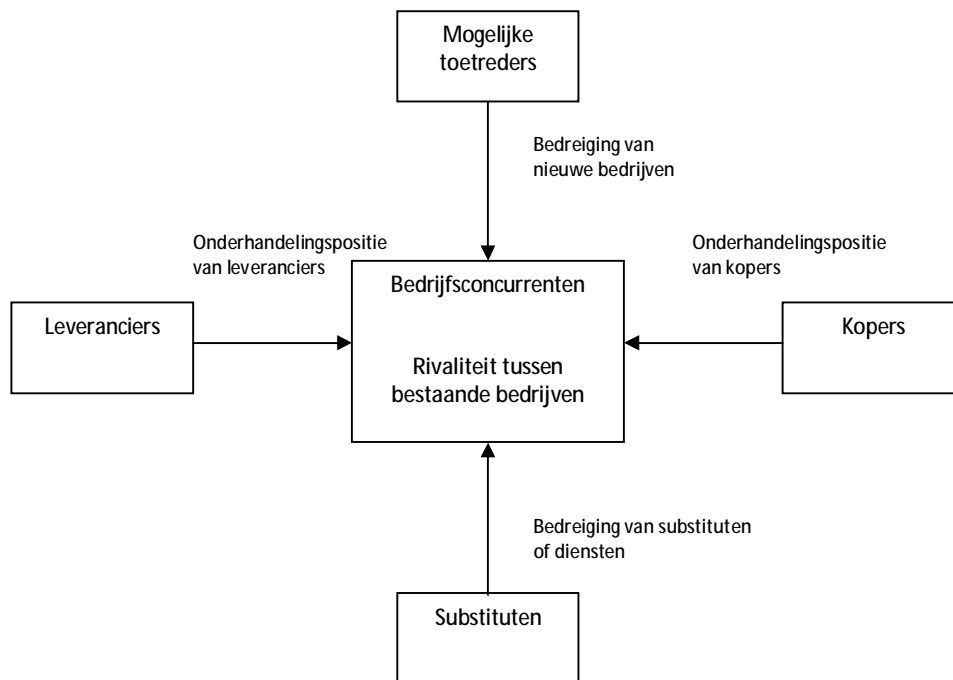 Mogelijke
toetreders
Bedreiging van
nieuwe bedrijven
Onderhandelingspositie
van leveranciers
Onderhandelingspositie
van kopers
Leveranciers
Bedrijfsconcurrenten
Rivaliteit tussen
bestaande bedrijven
Kopers
Bedreiging van substituten
of diensten
Substituten